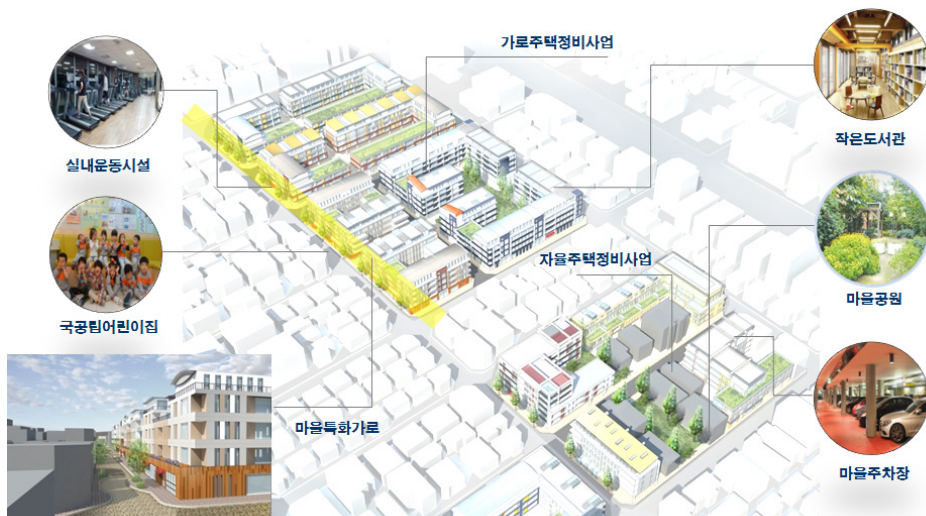 가로주택정비사업
실내운동시설
작은도서관
국공립어린이집
자율주택정비사업
마을공원
마을특화가로
마을주차장